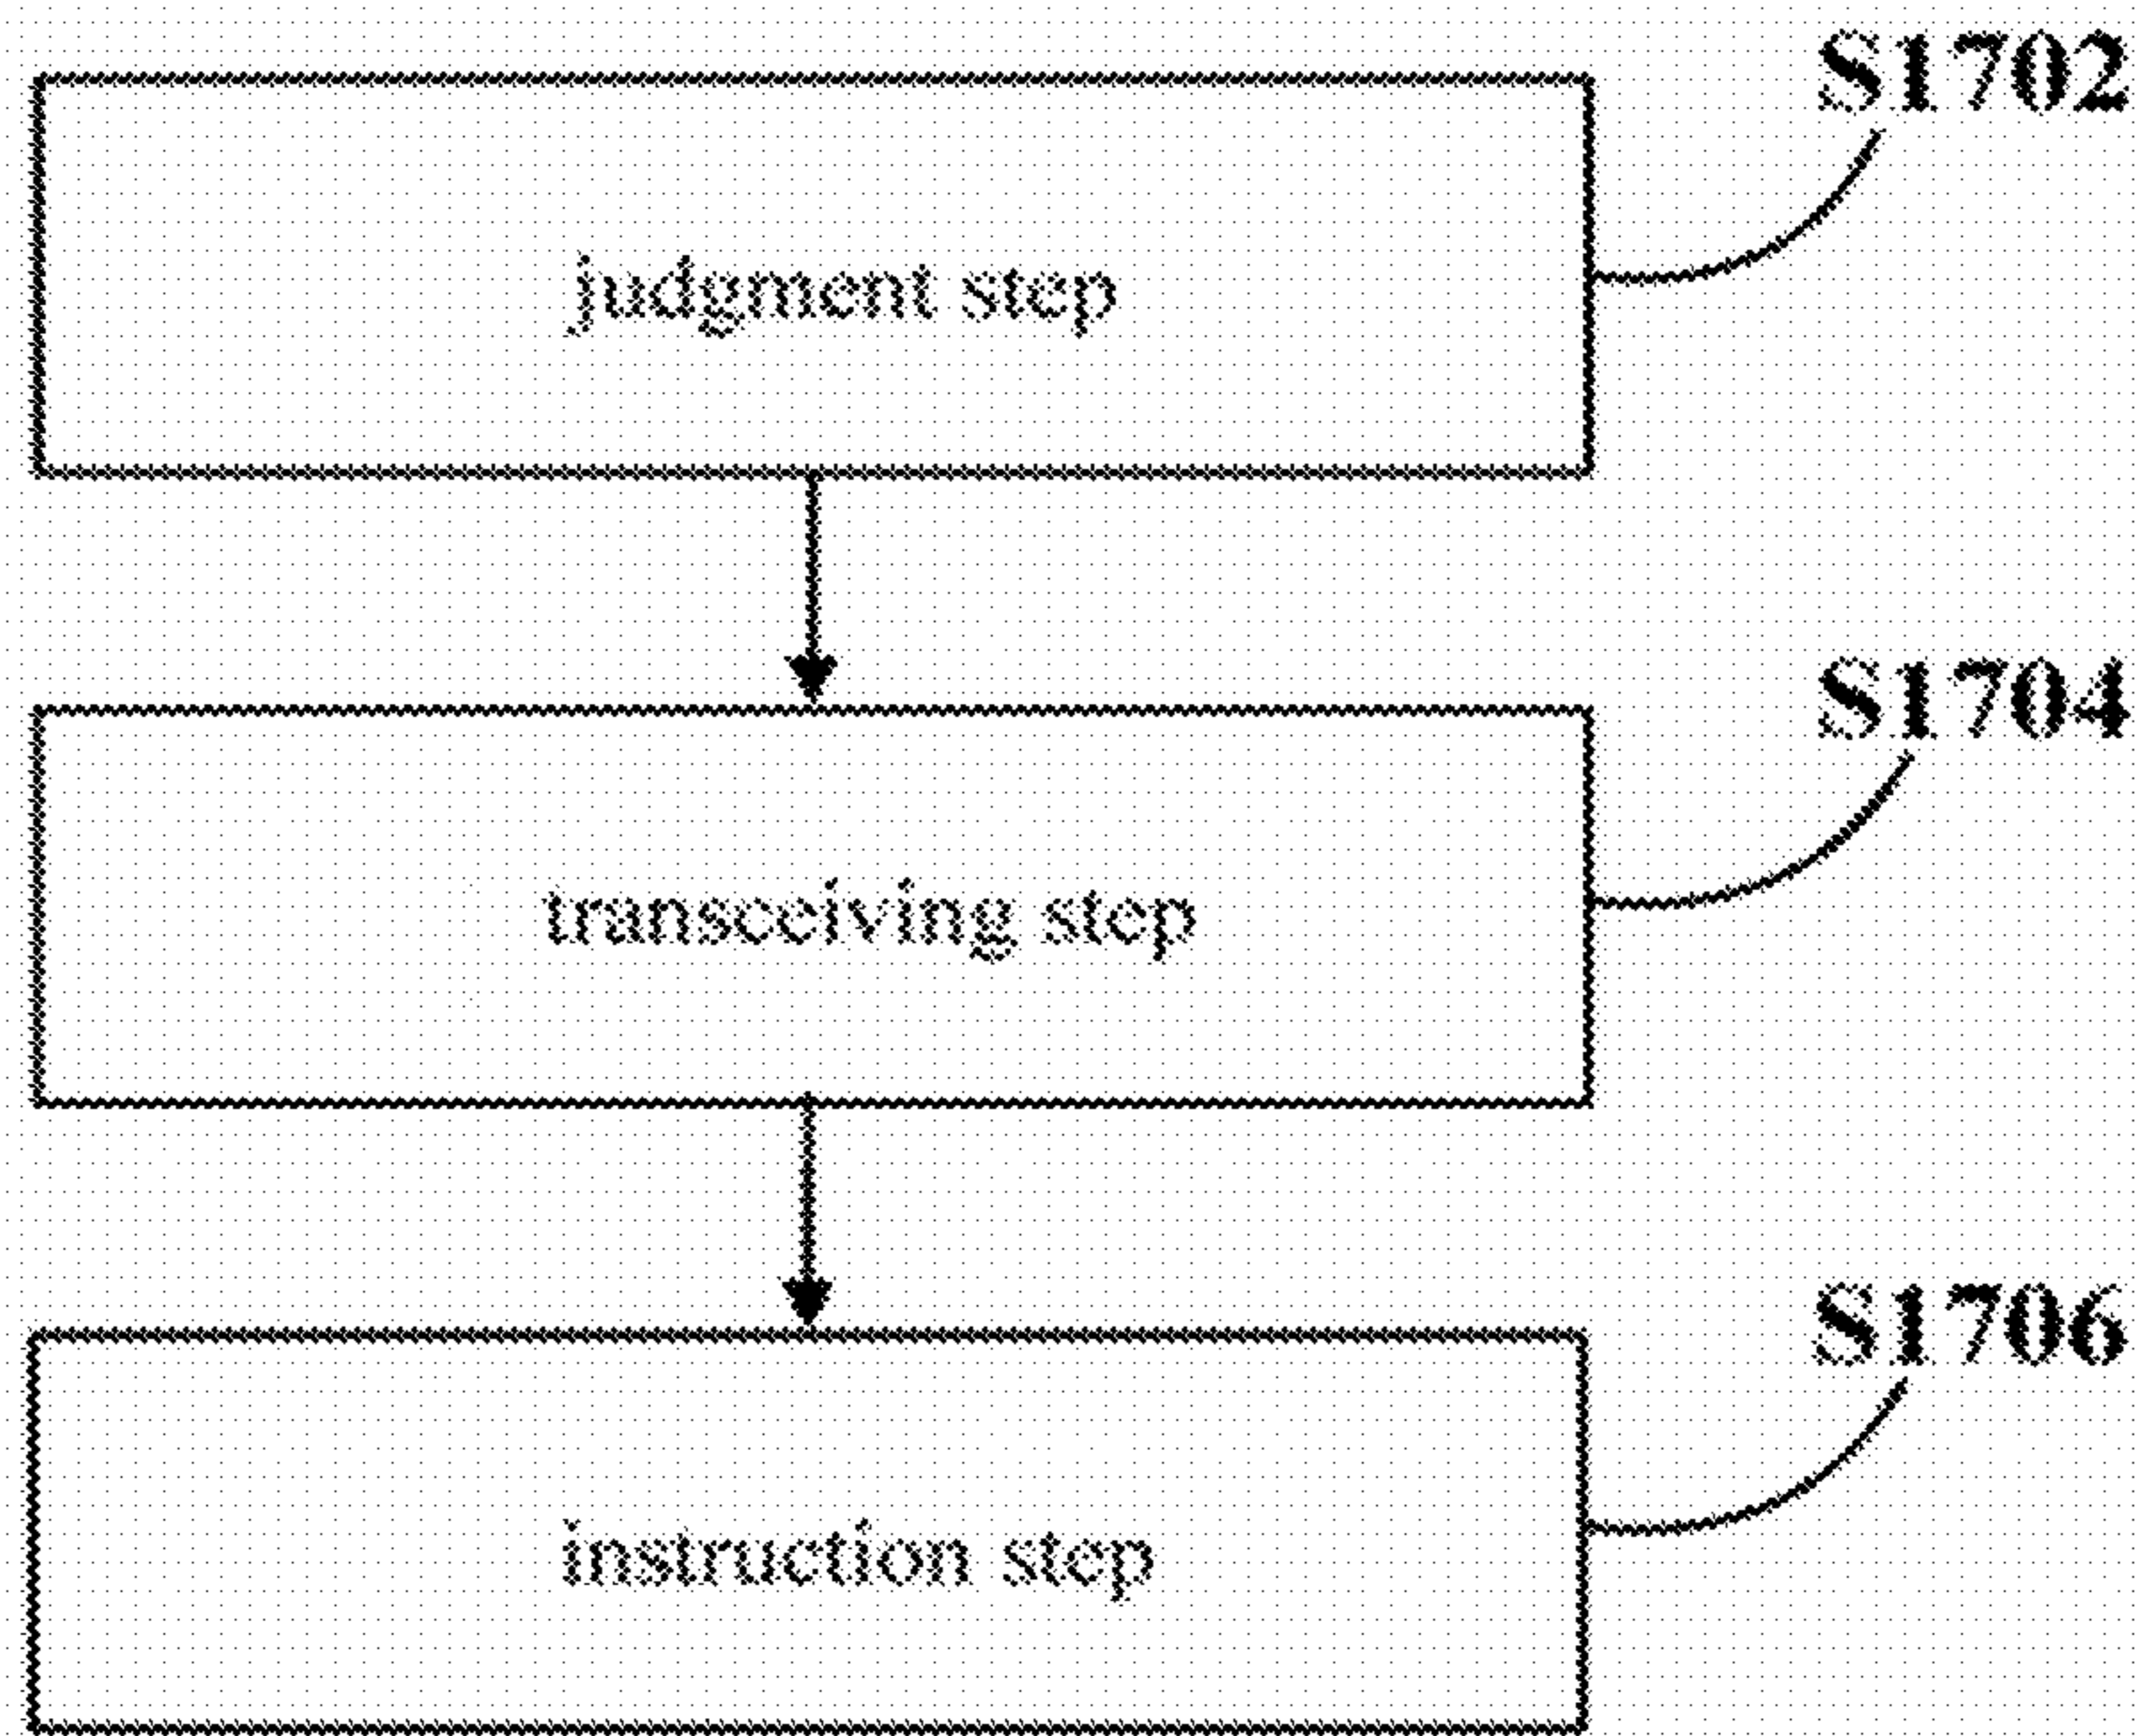 S1702
judgment step
S1704
transceiving step
S1706
instruction step